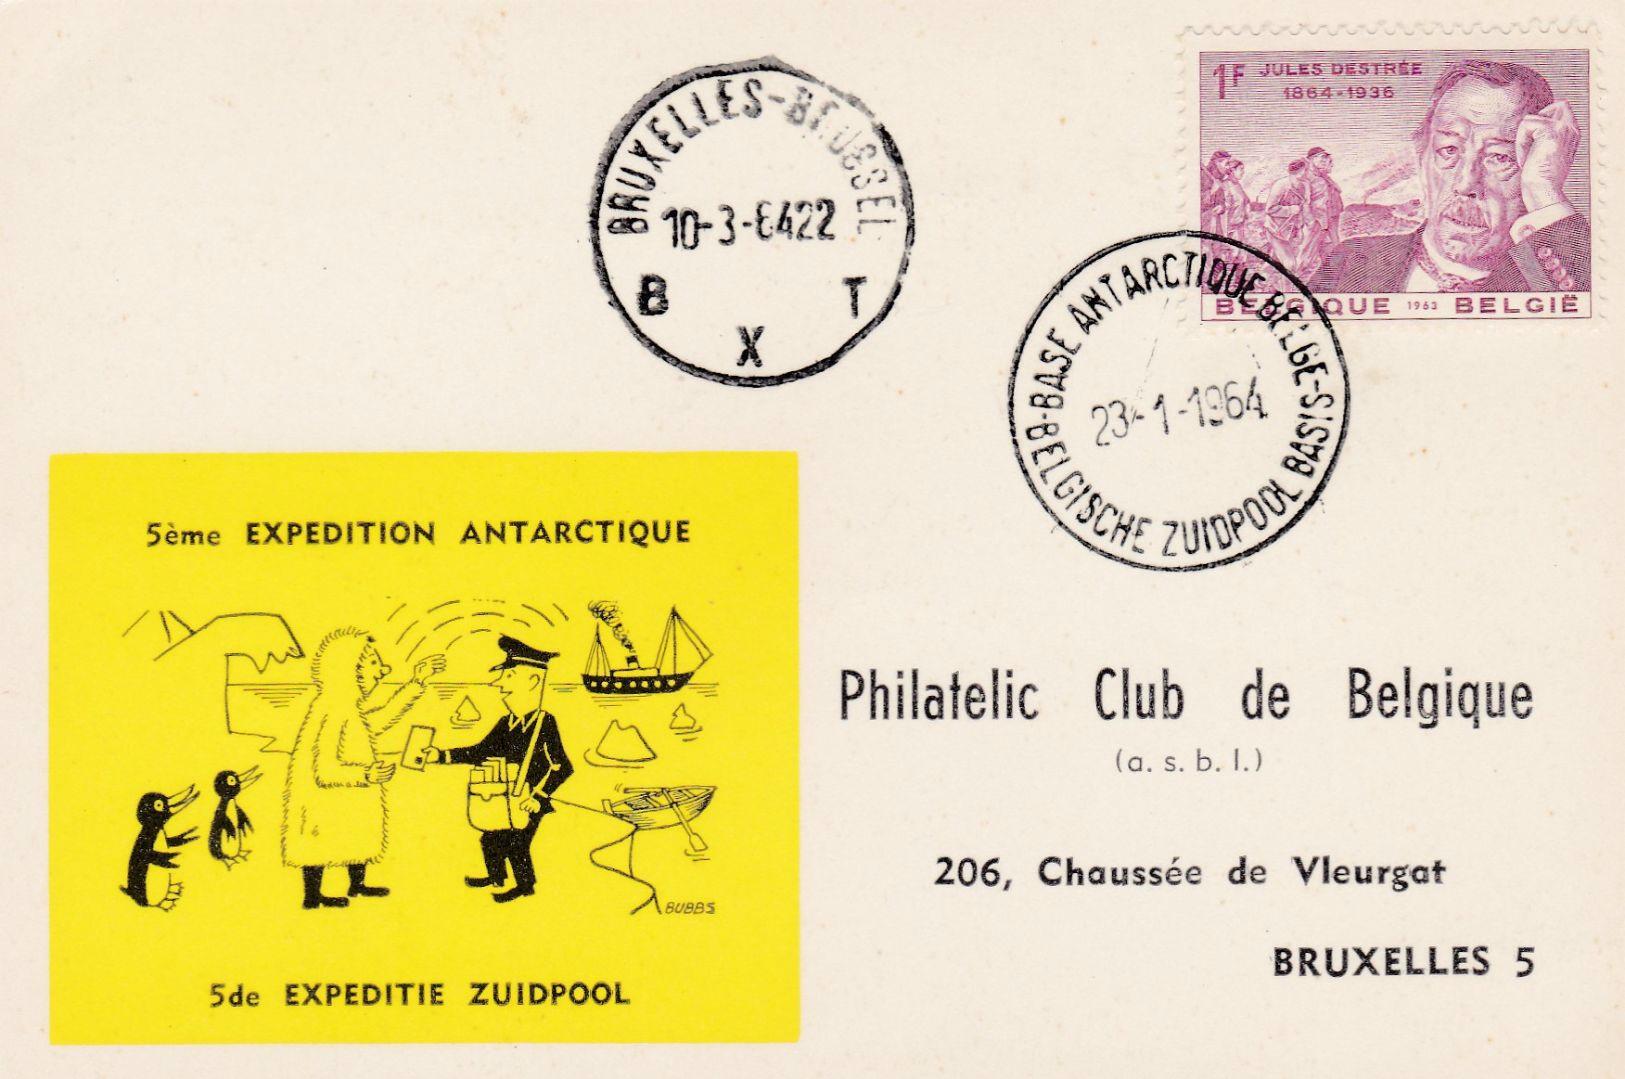 1F JULES DESTRÉE
1864-1936
BELGIQUE 1963 BELGIË
BRUXELLES-BRUSSEL
10-3-6422
B X T
BASE ANTARCTIQUE BELGE-BELGISCHE ZUIDPOOL BASIS-
23-1-1964
5ème EXPEDITION ANTARCTIQUE
BUBBS
5de EXPEDITIE ZUIDPOOL
Philatelic Club de Belgique
(a. s. b. l.)
206, Chaussée de Vleurgat
BRUXELLES 5